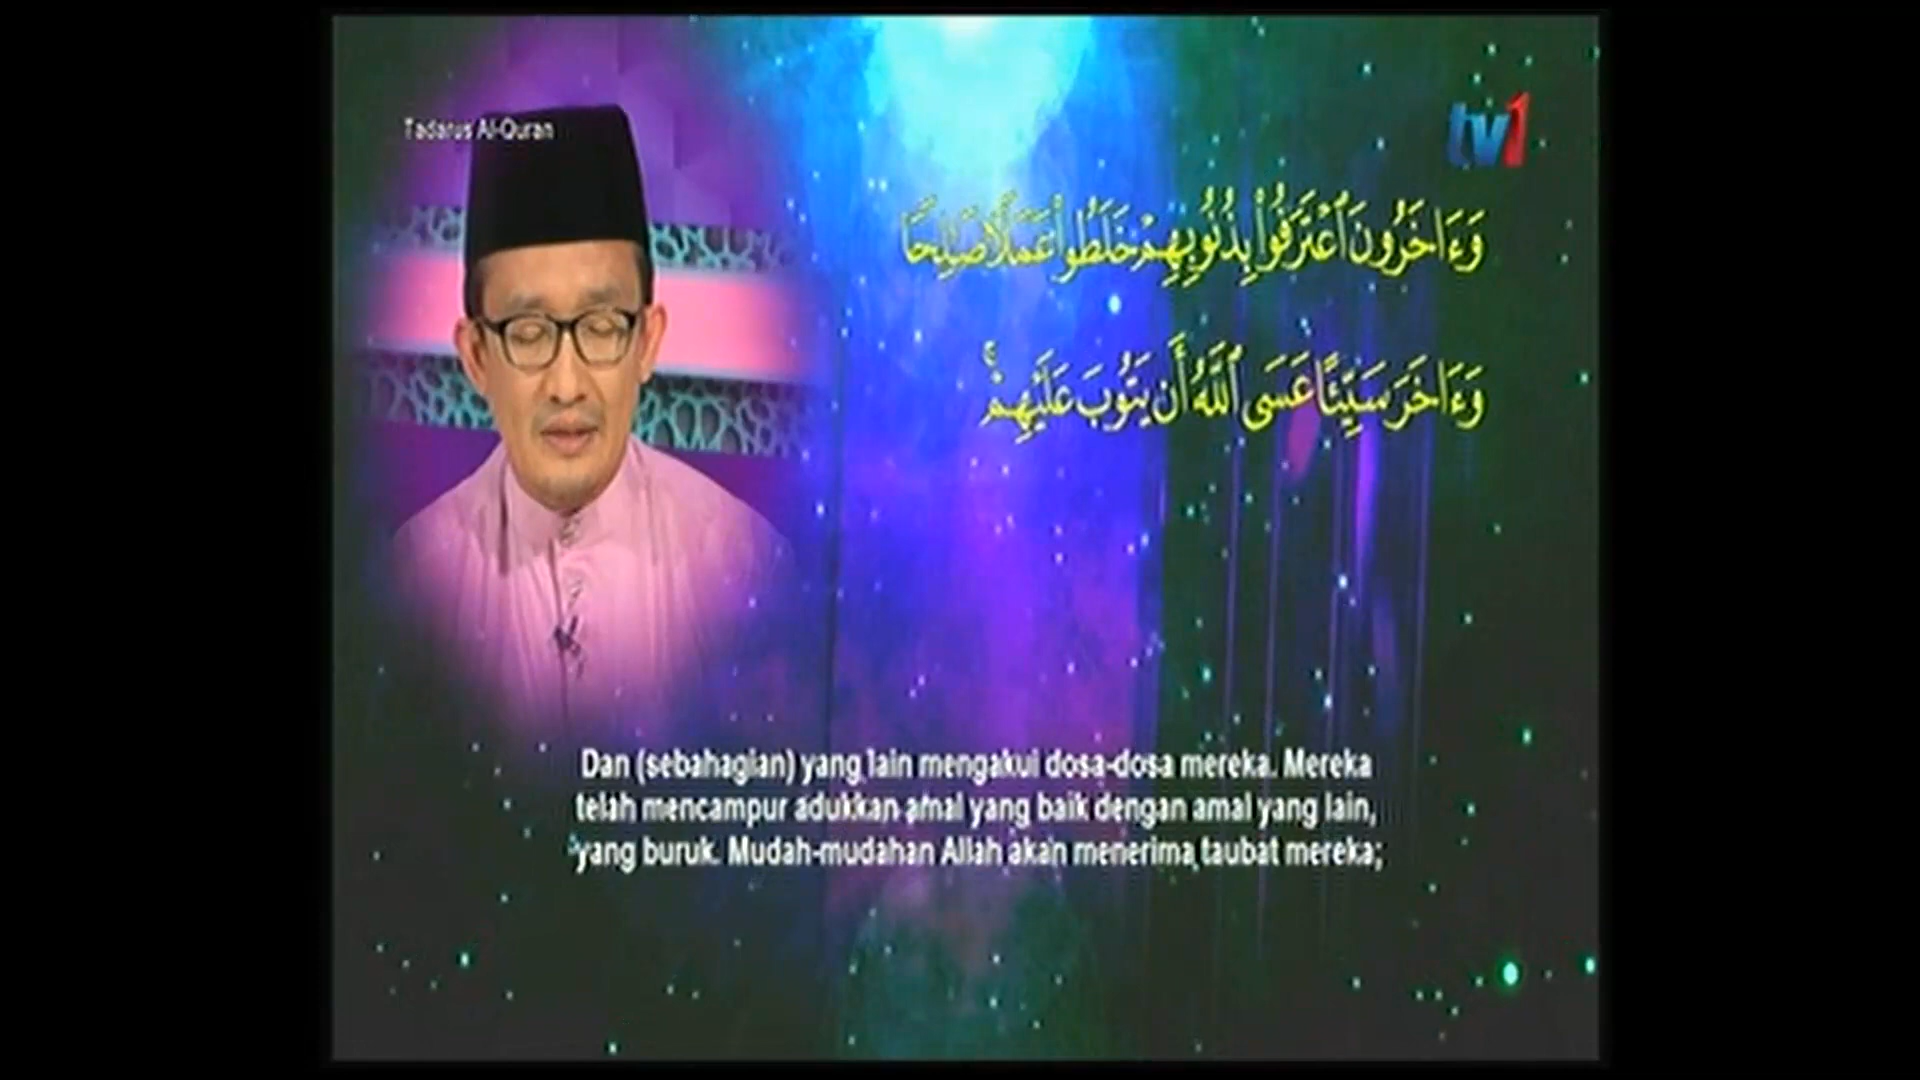 Tadarus Al-Quran
tv1
وَءَاخَرُونَ ٱعْتَرَفُوا۟ بِذُنُوبِهِمْ خَلَطُوا۟ عَمَلًا صَٰلِحًا
وَءَاخَرَ سَيِّئًا عَسَى ٱللَّهُ أَن يَتُوبَ عَلَيْهِمْ ۚ
Dan (sebahagian) yang lain mengakui dosa-dosa mereka. Mereka
telah mencampur adukkan amal yang baik dengan amal yang lain,
yang buruk. Mudah-mudahan Allah akan menerima taubat mereka;